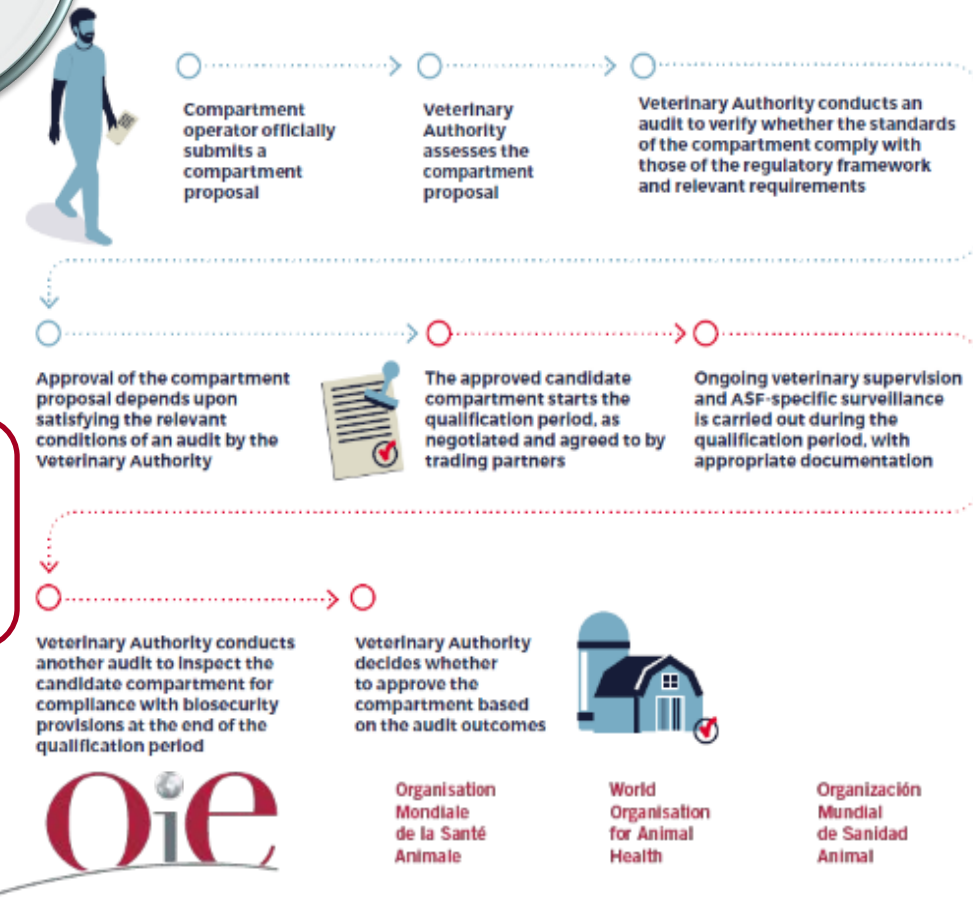 Compartment
operator officially
submits a
compartment
proposal
Veterinary
Authority
assesses the
compartment
proposal
Veterinary Authority conducts an
audit to verify whether the standards
of the compartment comply with
those of the regulatory framework
and relevant requirements
Approval of the compartment
proposal depends upon
satisfying the relevant
conditions of an audit by the
Veterinary Authority
The approved candidate
compartment starts the
qualification period, as
negotiated and agreed to by
trading partners
Ongoing veterinary supervision
and ASF-specific surveillance
is carried out during the
qualification period, with
appropriate documentation
Veterinary Authority conducts
another audit to inspect the
candidate compartment for
compliance with biosecurity
provisions at the end of the
qualification period
Veterinary Authority
decides whether
to approve the
compartment based
on the audit outcomes
oie
Organisation
Mondiale
de la Santé
Animale
World
Organisation
for Animal
Health
Organización
Mundial
de Sanidad
Animal